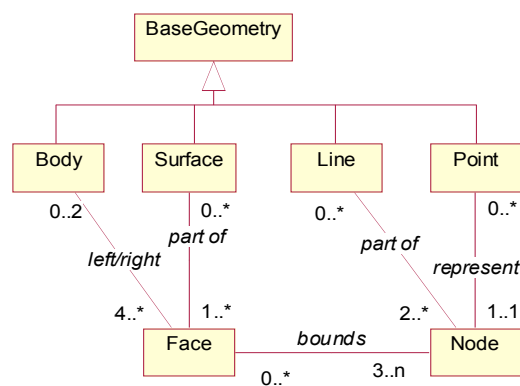 BaseGeometry
Body Surface Line Point
0..2 0..* 0..* 0..*
part of part of
left/right represent
4..* 1..* 2..* 1..1
Face bounds Node
0..* 3..n